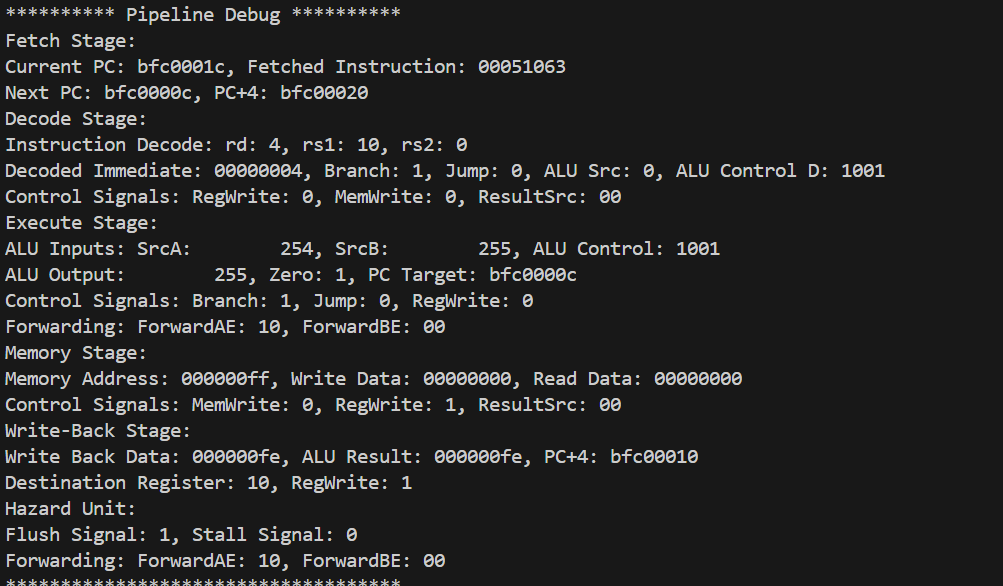 ********** Pipeline Debug **********
Fetch Stage:
Current PC: bfc0001c, Fetched Instruction: 00051063
Next PC: bfc0000c, PC+4: bfc00020
Decode Stage:
Instruction Decode: rd: 4, rs1: 10, rs2: 0
Decoded Immediate: 00000004, Branch: 1, Jump: 0, ALU Src: 0, ALU Control D: 1001
Control Signals: RegWrite: 0, MemWrite: 0, ResultSrc: 00
Execute Stage:
ALU Inputs: SrcA:        254, SrcB:        255, ALU Control: 1001
ALU Output:        255, Zero: 1, PC Target: bfc0000c
Control Signals: Branch: 1, Jump: 0, RegWrite: 0
Forwarding: ForwardAE: 10, ForwardBE: 00
Memory Stage:
Memory Address: 000000ff, Write Data: 00000000, Read Data: 00000000
Control Signals: MemWrite: 0, RegWrite: 1, ResultSrc: 00
Write-Back Stage:
Write Back Data: 000000fe, ALU Result: 000000fe, PC+4: bfc00010
Destination Register: 10, RegWrite: 1
Hazard Unit:
Flush Signal: 1, Stall Signal: 0
Forwarding: ForwardAE: 10, ForwardBE: 00
************************************